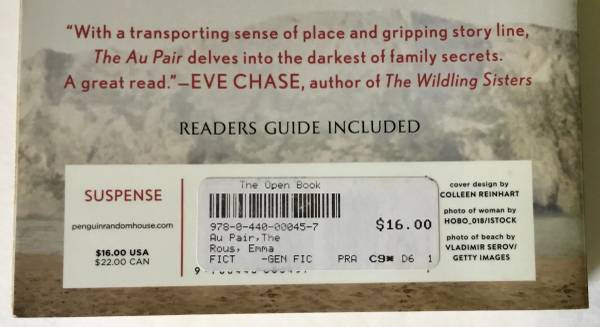 “With a transporting sense of place and gripping story line,
The Au Pair delves into the darkest of family secrets.
A great read.”—EVE CHASE, author of The Wildling Sisters
READERS GUIDE INCLUDED
SUSPENSE
penguinrandomhouse.com
$16.00 USA
$22.00 CAN
The Open Book
978-0-440-00045-7
$16.00
Au Pair,The
Rous, Emma
FICT -GEN FIC PRA C9* D6 1
cover design by
COLLEEN REINHART
photo of woman by
HOBO_018/ISTOCK
photo of beach by
VLADIMIR SEROV/
GETTY IMAGES